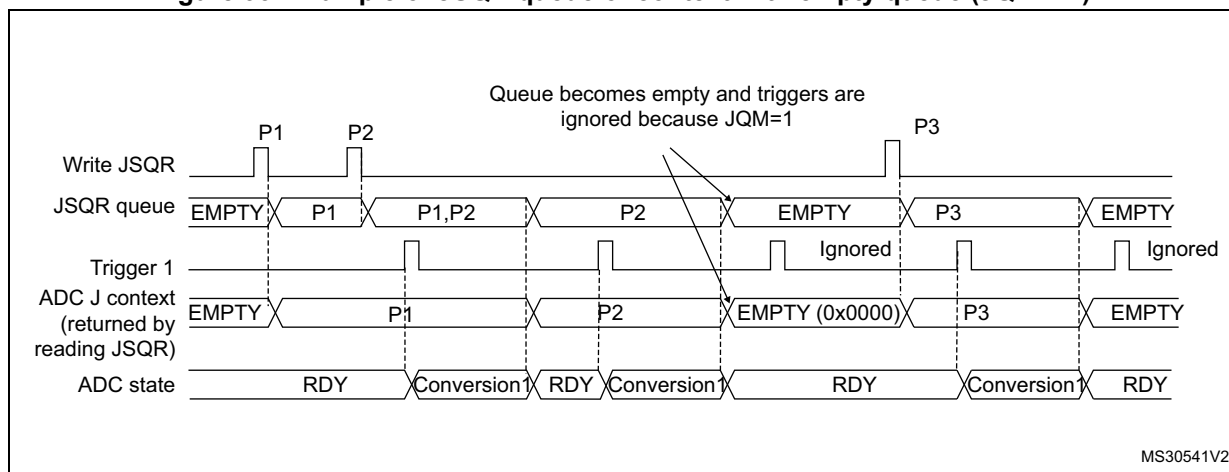 Queue becomes empty and triggers are
ignored because JQM=1
P1 P2 P3
Write JSQR
JSQR queue EMPTY P1 P1,P2 P2 EMPTY P3 EMPTY
Trigger 1 Ignored Ignored
ADC J context
(returned by
reading JSQR)
EMPTY P1 P2 EMPTY (0x0000) P3 EMPTY
ADC state RDY Conversion1 RDY Conversion1 RDY Conversion1 RDY
MS30541V2